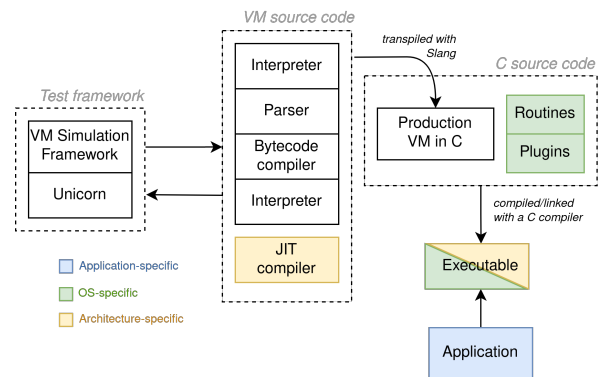 VM source code
Interpreter
Parser
Bytecode
compiler
Interpreter
JIT
compiler
Test framework
VM Simulation
Framework
Unicorn
transpiled with
Slang
C source code
Production
VM in C
Routines
Plugins
compiled/linked
with a C compiler
Executable
Application
Application-specific
OS-specific
Architecture-specific